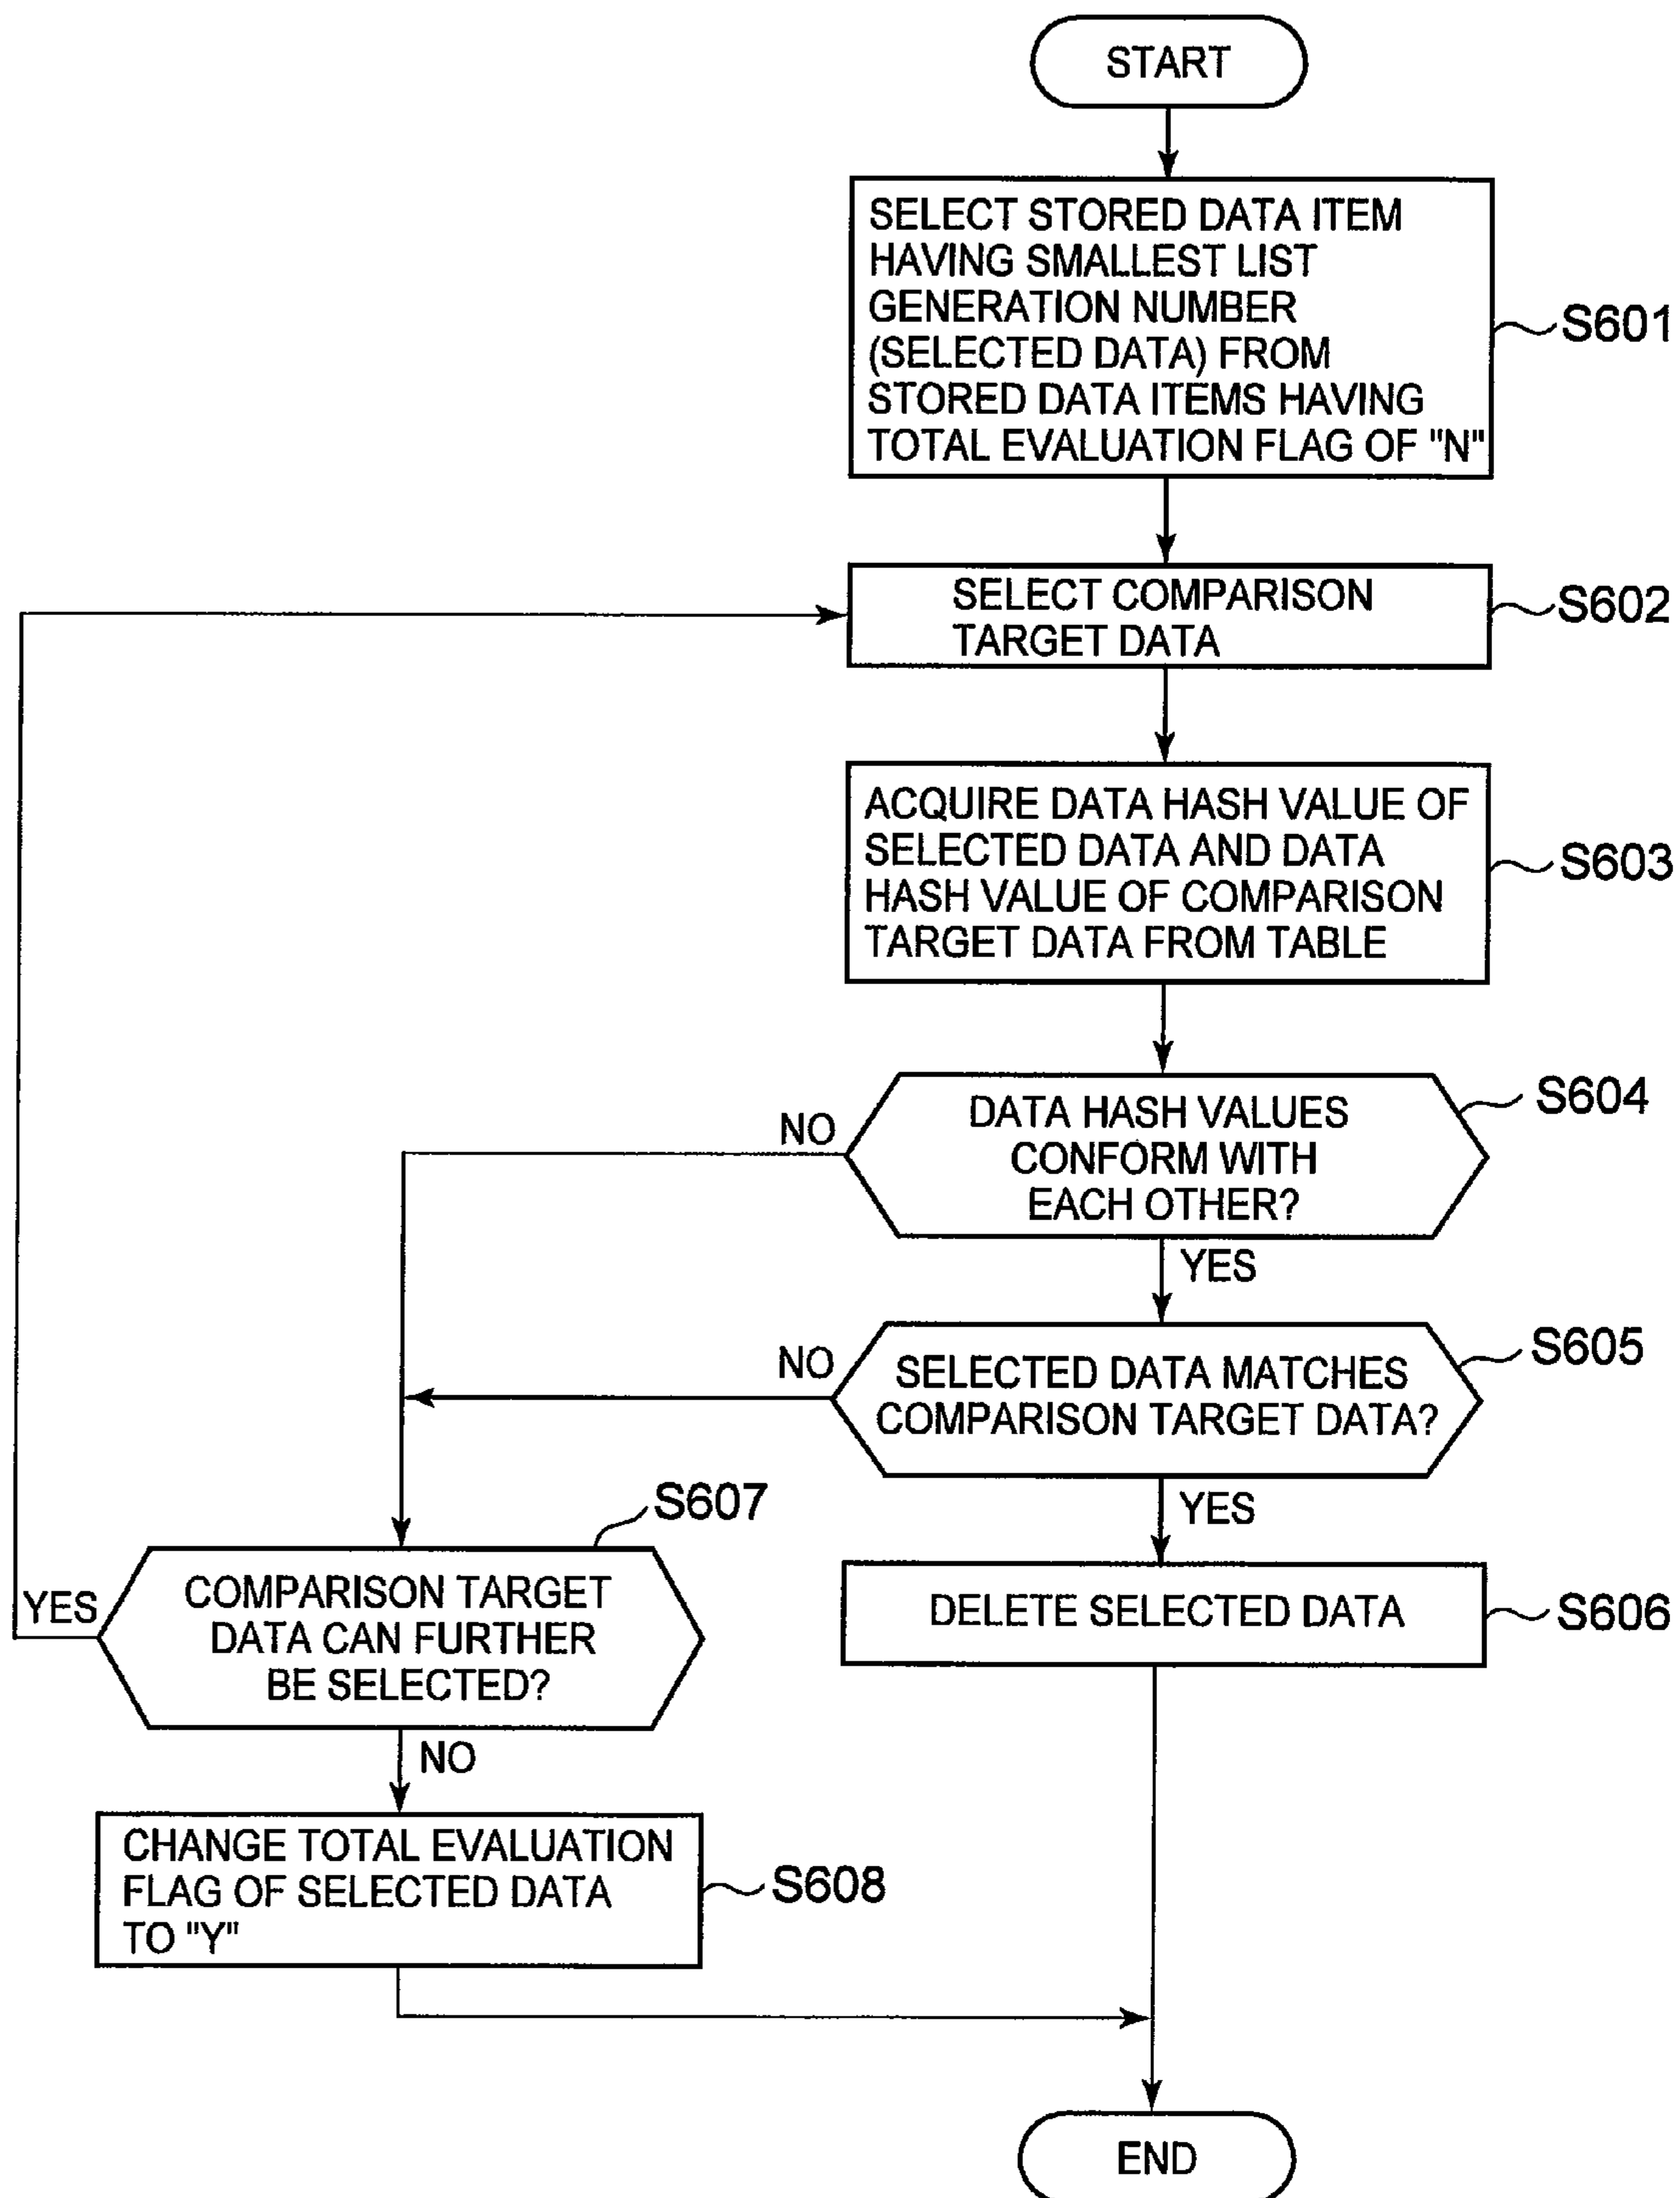 START
SELECT STORED DATA ITEM
HAVING SMALLEST LIST
GENERATION NUMBER
(SELECTED DATA) FROM
STORED DATA ITEMS HAVING
TOTAL EVALUATION FLAG OF "N"
S601
SELECT COMPARISON
TARGET DATA
S602
ACQUIRE DATA HASH VALUE OF
SELECTED DATA AND DATA
HASH VALUE OF COMPARISON
TARGET DATA FROM TABLE
S603
DATA HASH VALUES
CONFORM WITH
EACH OTHER?
S604
NO
YES
SELECTED DATA MATCHES
COMPARISON TARGET DATA?
S605
NO
YES
DELETE SELECTED DATA
S606
S607
COMPARISON TARGET
DATA CAN FURTHER
BE SELECTED?
YES
NO
CHANGE TOTAL EVALUATION
FLAG OF SELECTED DATA
TO "Y"
S608
END